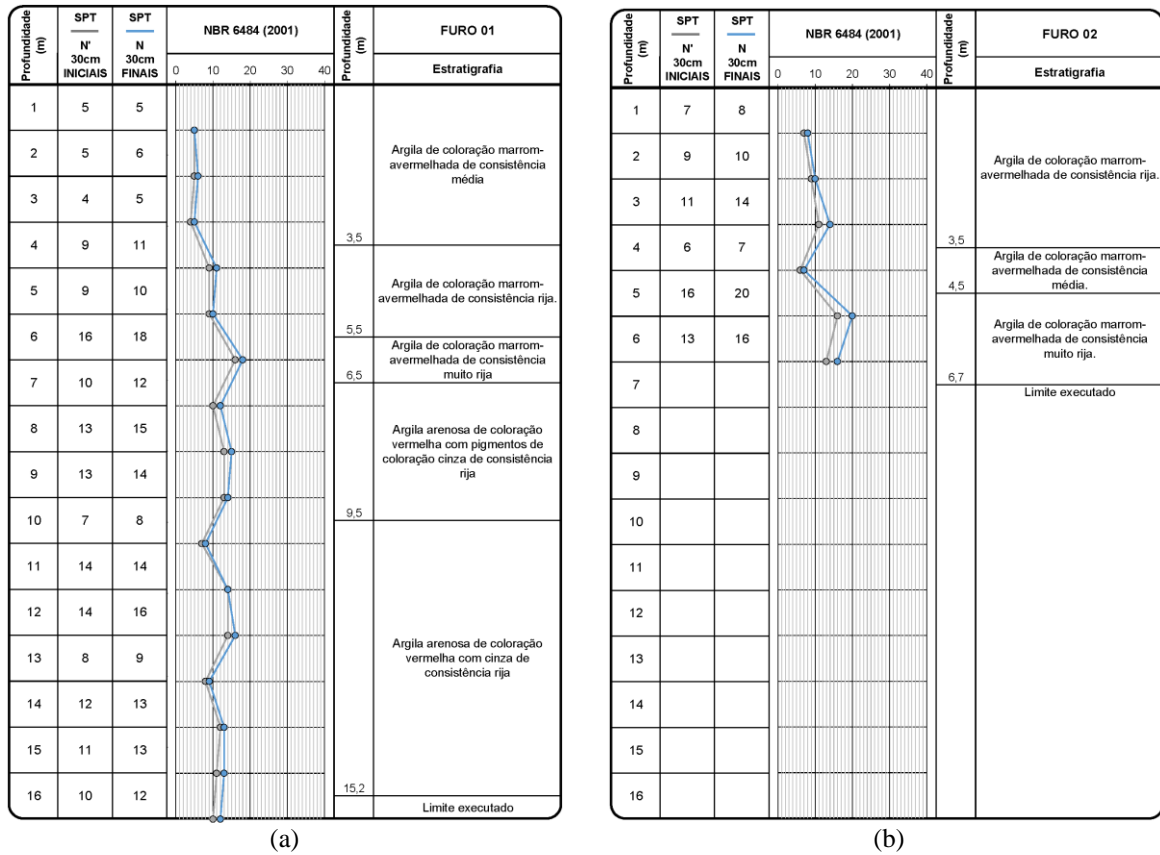 Profundidade
(m)
SPT
N'
30cm
INICIAIS
SPT
N
30cm
FINAIS
NBR 6484 (2001)
0 10 20 30 40
FURO 01
Estratigrafia
1 5 5
2 5 6
3 4 5
4 9 11
5 9 10
6 16 18
7 10 12
8 13 15
9 13 14
10 7 8
11 14 14
12 14 16
13 8 9
14 12 13
15 11 13
16 10 12
Argila de coloração marrom-
avermelhada de consistência
média
3,5
Argila de coloração marrom-
avermelhada de consistência rija.
5,5
Argila de coloração marrom-
avermelhada de consistência
muito rija
6,5
Argila arenosa de coloração
vermelha com pigmentos de
coloração cinza de consistência
rija
9,5
Argila arenosa de coloração
vermelha com cinza de
consistência rija
15,2
Limite executado
(a)
Profundidade
(m)
SPT
N'
30cm
INICIAIS
SPT
N
30cm
FINAIS
NBR 6484 (2001)
0 10 20 30 40
FURO 02
Estratigrafia
1 7 8
2 9 10
3 11 14
4 6 7
5 16 20
6 13 16
7
8
9
10
11
12
13
14
15
16
Argila de coloração marrom-
avermelhada de consistência rija.
3,5
Argila de coloração marrom-
avermelhada de consistência
média.
4,5
Argila de coloração marrom-
avermelhada de consistência
muito rija.
6,7
Limite executado
(b)